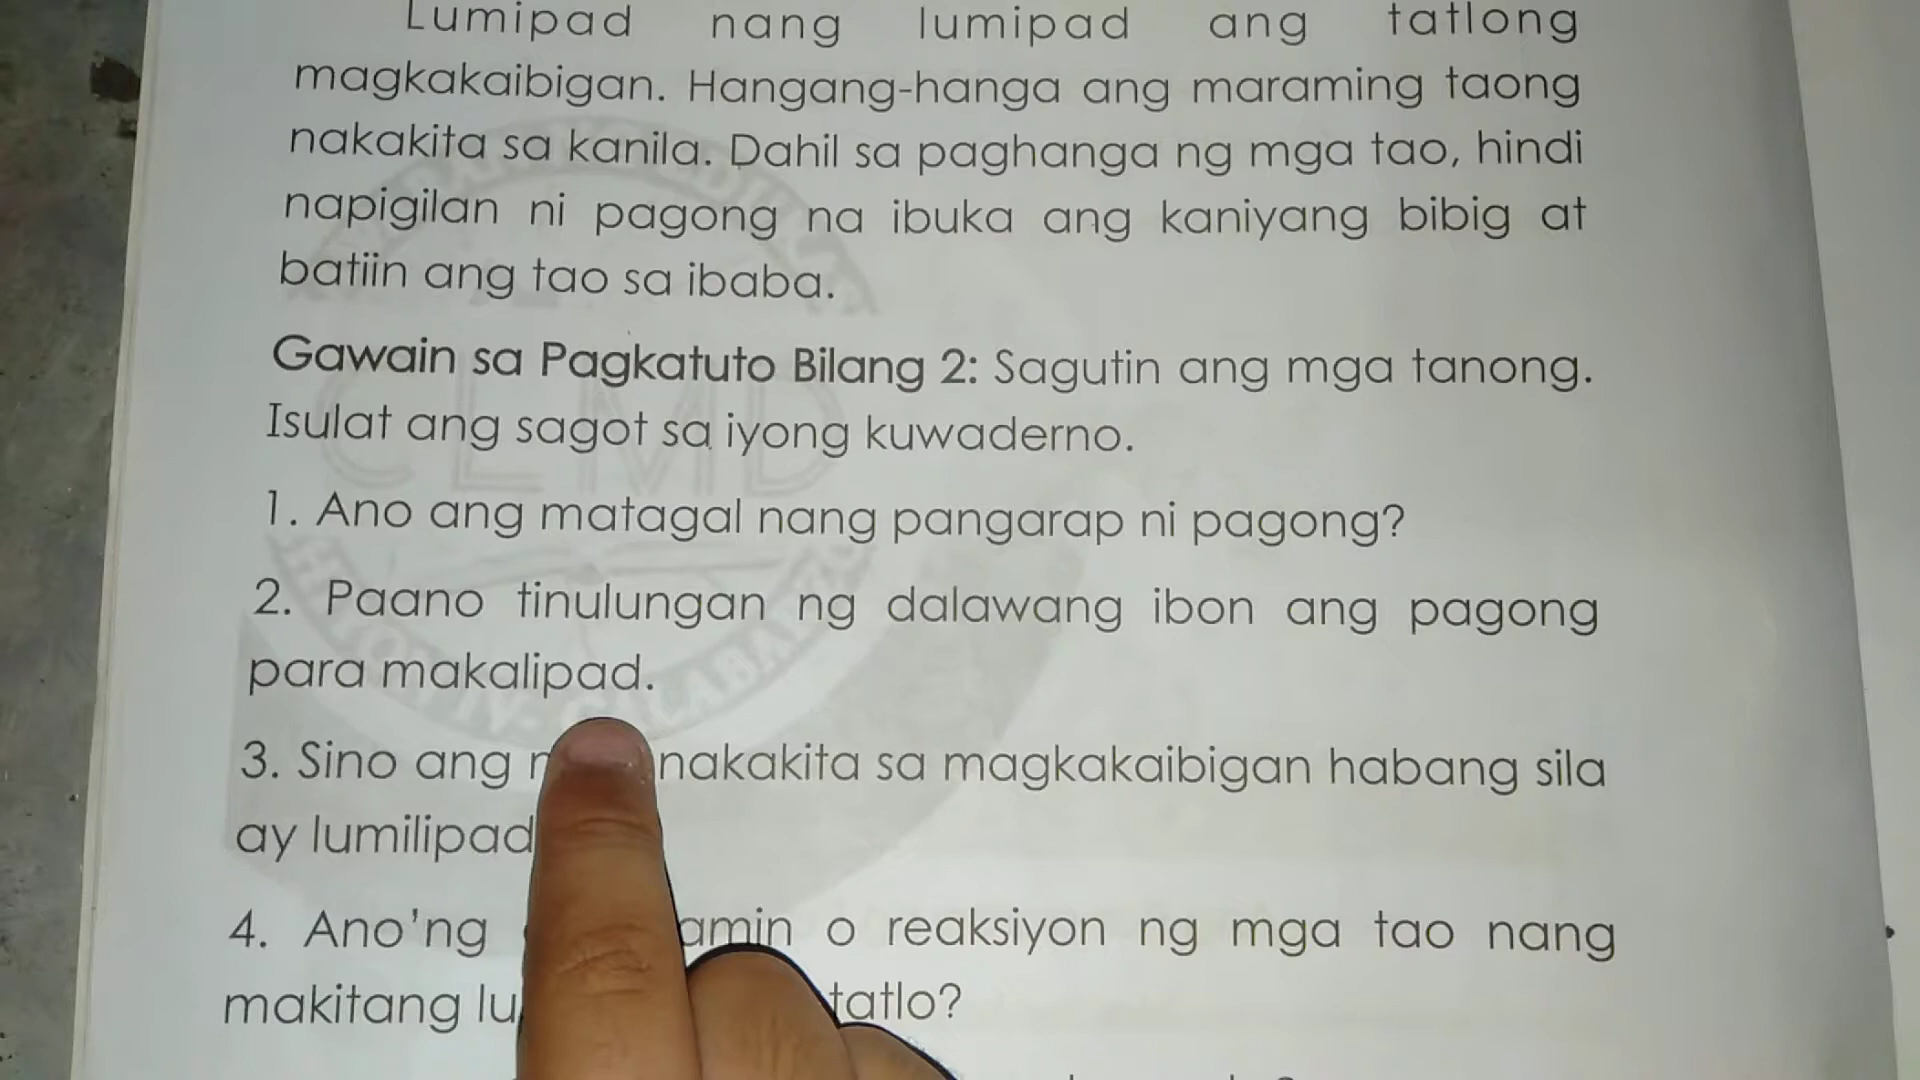 Lumipad nang lumipad ang tatlong
magkakaibigan. Hangang-hanga ang maraming taong
nakakita sa kanila. Dahil sa paghanga ng mga tao, hindi
napigilan ni pagong na ibuka ang kaniyang bibig at
batiin ang tao sa ibaba.
Gawain sa Pagkatuto Bilang 2: Sagutin ang mga tanong.
Isulat ang sagot sa iyong kuwaderno.
1. Ano ang matagal nang pangarap ni pagong?
2. Paano tinulungan ng dalawang ibon ang pagong
para makalipad.
3. Sino ang nakakita sa magkakaibigan habang sila
ay lumilipad
4. Ano'ng o reaksiyon ng mga tao nang
makitang tatlo?
CLMD